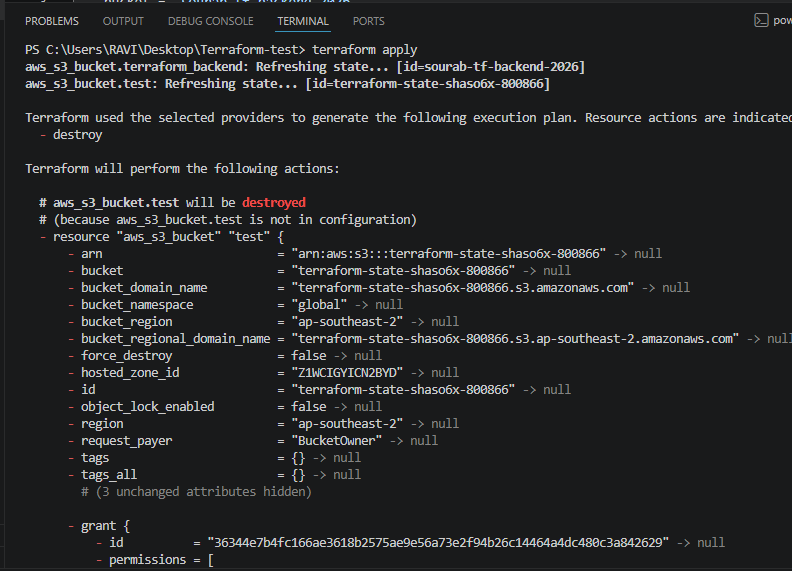 PROBLEMS OUTPUT DEBUG CONSOLE TERMINAL PORTS
PS C:\Users\RAVI\Desktop\Terraform-test> terraform apply
aws_s3_bucket.terraform_backend: Refreshing state... [id=sourab-tf-backend-2026]
aws_s3_bucket.test: Refreshing state... [id=terraform-state-shaso6x-800866]
Terraform used the selected providers to generate the following execution plan. Resource actions are indicated
- destroy
Terraform will perform the following actions:
# aws_s3_bucket.test will be destroyed
# (because aws_s3_bucket.test is not in configuration)
- resource "aws_s3_bucket" "test" {
- arn = "arn:aws:s3:::terraform-state-shaso6x-800866" -> null
- bucket = "terraform-state-shaso6x-800866" -> null
- bucket_domain_name = "terraform-state-shaso6x-800866.s3.amazonaws.com" -> null
- bucket_namespace = "global" -> null
- bucket_region = "ap-southeast-2" -> null
- bucket_regional_domain_name = "terraform-state-shaso6x-800866.s3.ap-southeast-2.amazonaws.com" -> null
- force_destroy = false -> null
- hosted_zone_id = "Z1WCIGYICN2BYD" -> null
- id = "terraform-state-shaso6x-800866" -> null
- object_lock_enabled = false -> null
- region = "ap-southeast-2" -> null
- request_payer = "BucketOwner" -> null
- tags = {} -> null
- tags_all = {} -> null
# (3 unchanged attributes hidden)
- grant {
- id = "36344e7b4fc166ae3618b2575ae9e56a73e2f94b26c14464a4dc480c3a842629" -> null
- permissions = [